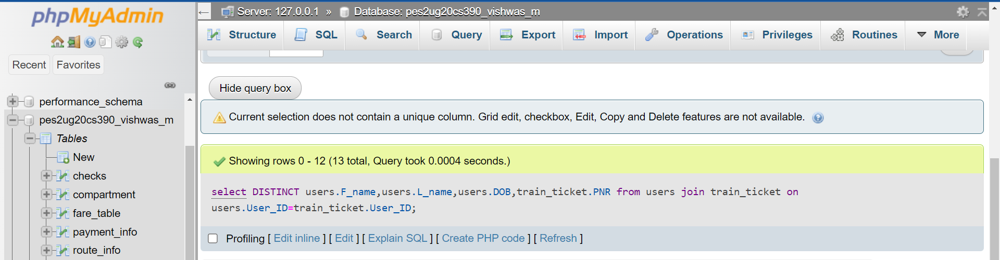 phpMyAdmin
Recent Favorites
performance_schema
pes2ug20cs390_vishwas_m
Tables
New
checks
compartment
fare_table
payment_info
route_info
Server: 127.0.0.1 » Database: pes2ug20cs390_vishwas_m
Structure SQL Search Query Export Import Operations Privileges Routines More
Hide query box
Current selection does not contain a unique column. Grid edit, checkbox, Edit, Copy and Delete features are not available.
Showing rows 0 - 12 (13 total, Query took 0.0004 seconds.)
select DISTINCT users.F_name,users.L_name,users.DOB,train_ticket.PNR from users join train_ticket on
users.User_ID=train_ticket.User_ID;
Profiling [ Edit inline ] [ Edit ] [ Explain SQL ] [ Create PHP code ] [ Refresh ]